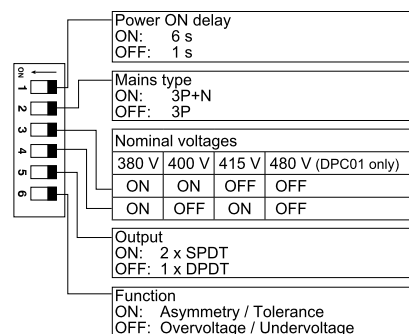 Power ON delay
ON: 6 s
OFF: 1 s
ON
1
2
3
4
5
6
Mains type
ON: 3P+N
OFF: 3P
Nominal voltages
380 V 400 V 415 V 480 V (DPC01 only)
ON ON OFF OFF
ON OFF ON OFF
Output
ON: 2 x SPDT
OFF: 1 x DPDT
Function
ON: Asymmetry / Tolerance
OFF: Overvoltage / Undervoltage